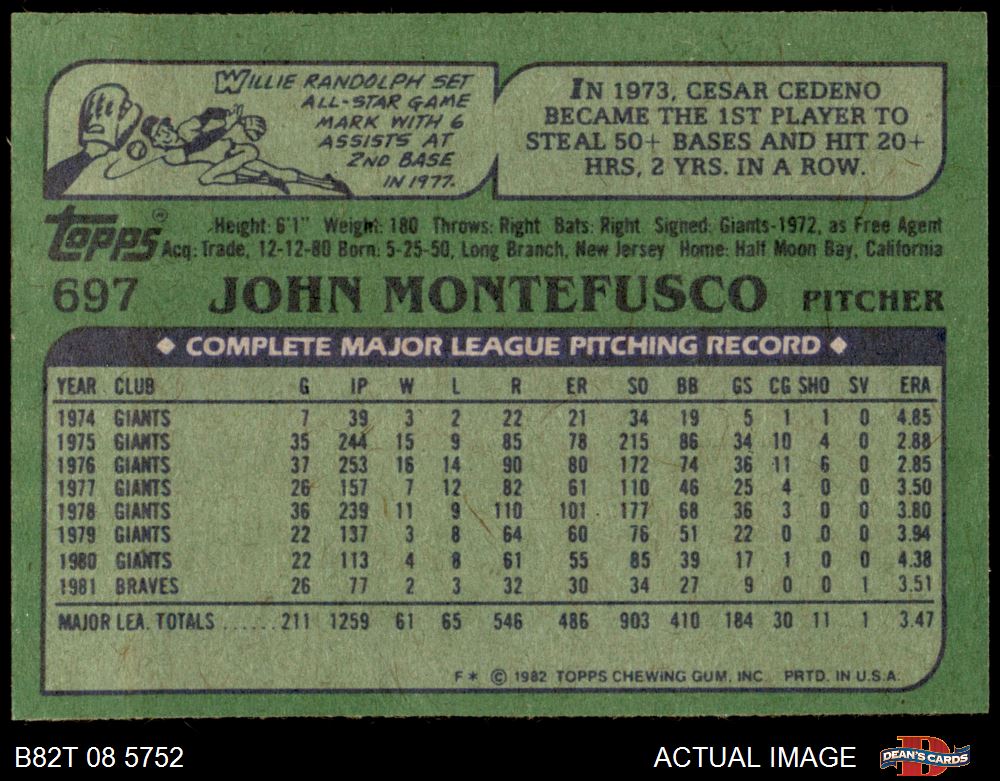 WILLIE RANDOLPH SET
ALL-STAR GAME
MARK WITH 6
ASSISTS AT
2ND BASE
IN 1977.
IN 1973, CESAR CEDENO
BECAME THE 1ST PLAYER TO
STEAL 50+ BASES AND HIT 20+
HRS, 2 YRS. IN A ROW.
topps®
Height: 6'1" Weight: 180 Throws: Right Bats: Right Signed: Giants-1972, as Free Agent
Acq: Trade, 12-12-80 Born: 5-25-50, Long Branch, New Jersey Home: Half Moon Bay, California
697 JOHN MONTEFUSCO PITCHER
◆ COMPLETE MAJOR LEAGUE PITCHING RECORD ◆
YEAR CLUB G IP W L R ER SO BB GS CG SHO SV ERA
1974 GIANTS 7 39 3 2 22 21 34 19 5 1 1 0 4.85
1975 GIANTS 35 244 15 9 85 78 215 86 34 10 4 0 2.88
1976 GIANTS 37 253 16 14 90 80 172 74 36 11 6 0 2.85
1977 GIANTS 26 157 7 12 82 61 110 46 25 4 0 0 3.50
1978 GIANTS 36 239 11 9 110 101 177 68 36 3 0 0 3.80
1979 GIANTS 22 137 3 8 64 60 76 51 22 0 0 0 3.94
1980 GIANTS 22 113 4 8 61 55 85 39 17 1 0 0 4.38
1981 BRAVES 26 77 2 3 32 30 34 27 9 0 0 1 3.51
MAJOR LEA. TOTALS ...... 211 1259 61 65 546 486 903 410 184 30 11 1 3.47
F* © 1982 TOPPS CHEWING GUM, INC. PRTD. IN U.S.A.
B82T 08 5752 ACTUAL IMAGE DEAN'S CARDS